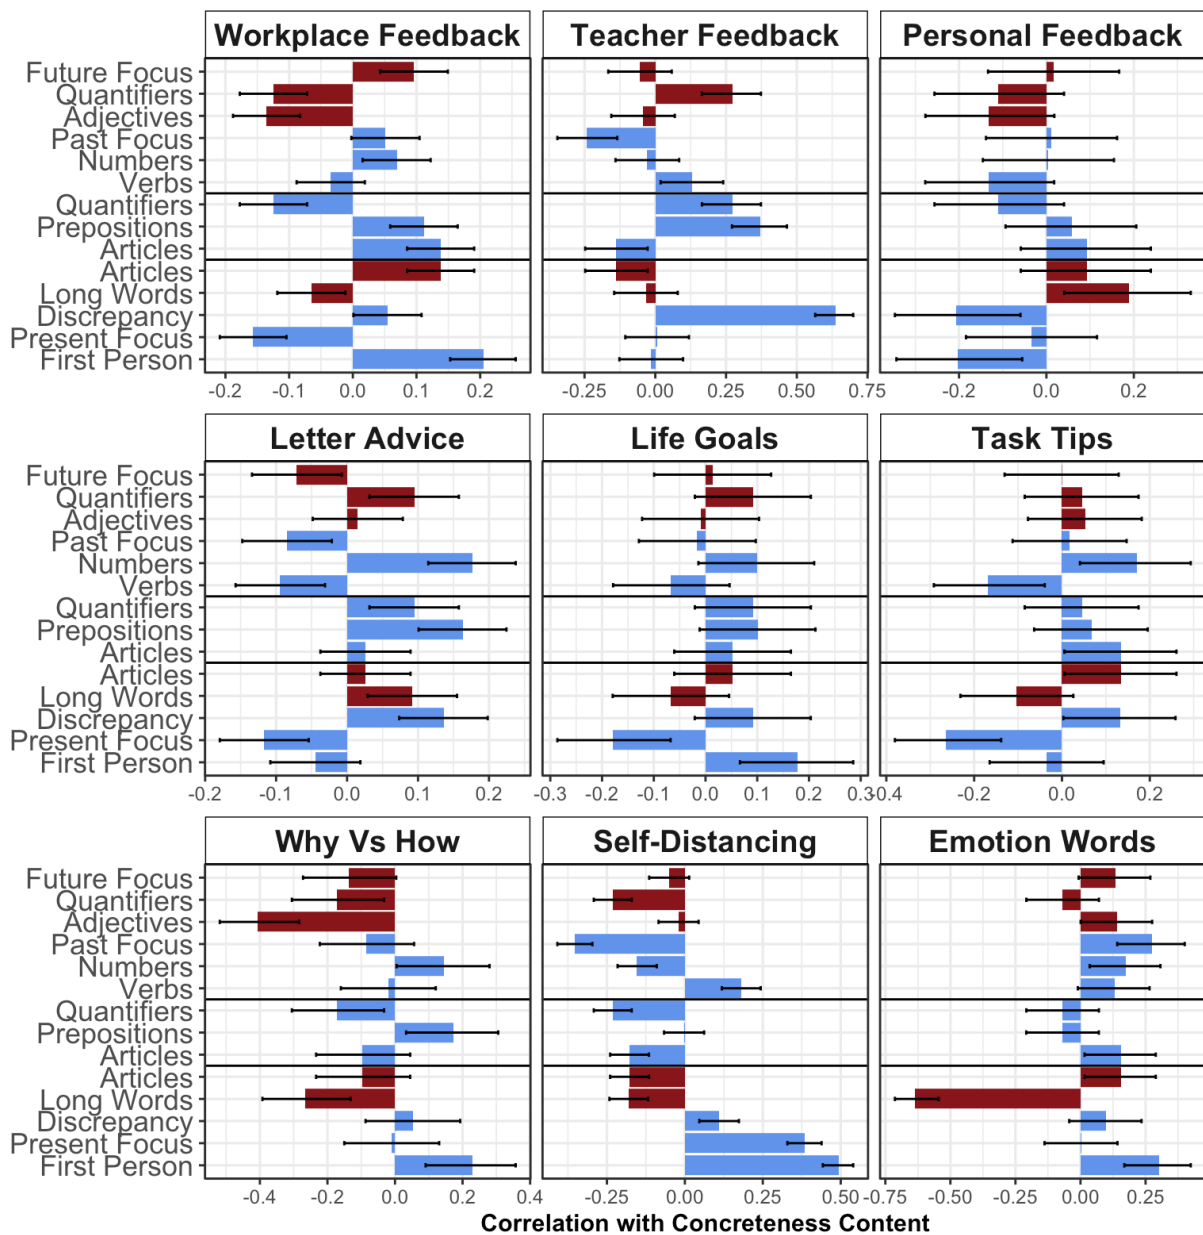 Workplace Feedback Teacher Feedback Personal Feedback
Future Focus
Quantifiers
Adjectives
Past Focus
Numbers
Verbs
Quantifiers
Prepositions
Articles
Articles
Long Words
Discrepancy
Present Focus
First Person
-0.2 -0.1 0.0 0.1 0.2 -0.25 0.00 0.25 0.50 0.75 -0.2 0.0 0.2
Letter Advice Life Goals Task Tips
Future Focus
Quantifiers
Adjectives
Past Focus
Numbers
Verbs
Quantifiers
Prepositions
Articles
Articles
Long Words
Discrepancy
Present Focus
First Person
-0.2 -0.1 0.0 0.1 0.2 -0.3 -0.2 -0.1 0.0 0.1 0.2 0.3 -0.4 -0.2 0.0 0.2
Why Vs How Self-Distancing Emotion Words
Future Focus
Quantifiers
Adjectives
Past Focus
Numbers
Verbs
Quantifiers
Prepositions
Articles
Articles
Long Words
Discrepancy
Present Focus
First Person
-0.4 -0.2 0.0 0.2 0.4 -0.25 0.00 0.25 0.50 -0.75 -0.50 -0.25 0.00 0.25
Correlation with Concreteness Content